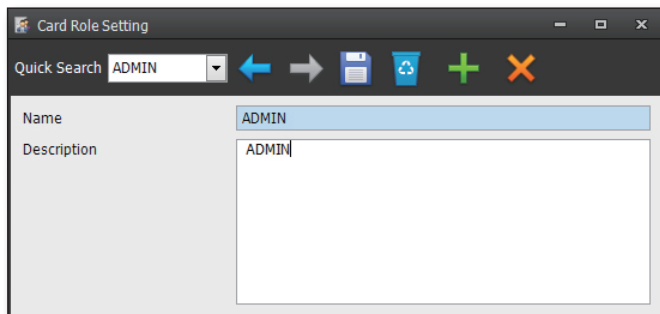 Card Role Setting
Quick Search ADMIN
Name ADMIN
Description ADMIN